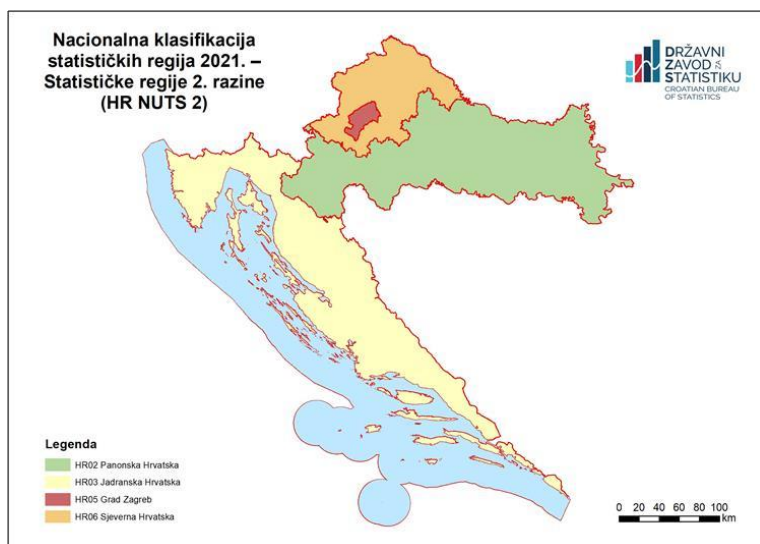 Nacionalna klasifikacija
statističkih regija 2021. –
Statističke regije 2. razine
(HR NUTS 2)
DRŽAVNI
ZAVOD ZA
STATISTIKU
CROATIAN BUREAU
OF STATISTICS
Legenda
HR02 Panonska Hrvatska
HR03 Jadranska Hrvatska
HR05 Grad Zagreb
HR06 Sjeverna Hrvatska
0 20 40 60 80 100
km